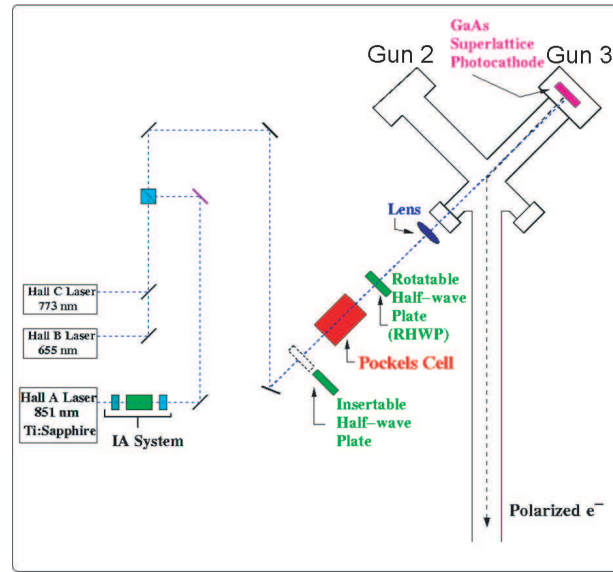 GaAs
Superlattice
Photocathode
Gun 2
Gun 3
Lens
Hall C Laser
773 nm
Hall B Laser
655 nm
Hall A Laser
851 nm
Ti:Sapphire
IA System
Rotatable
Half-wave
Plate
(RHWP)
Pockels Cell
Insertable
Half-wave
Plate
Polarized e⁻